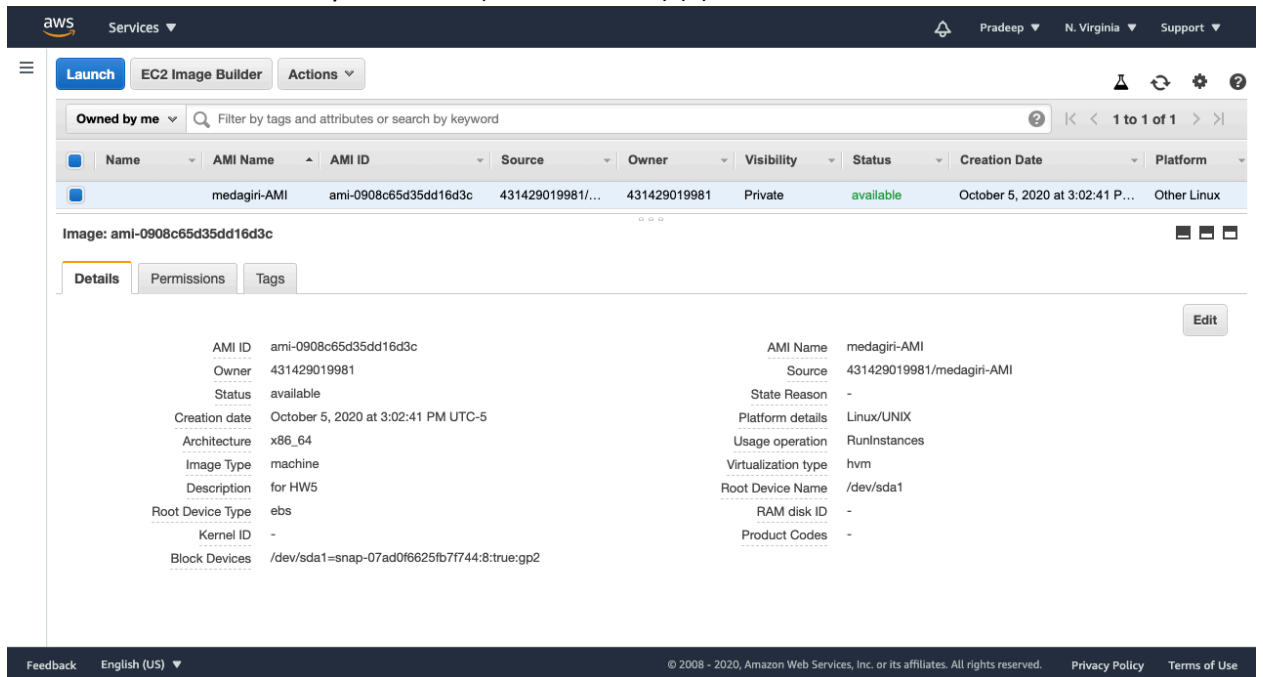 aws Services Pradeep N. Virginia Support
Launch EC2 Image Builder Actions
Owned by me Filter by tags and attributes or search by keyword 1 to 1 of 1
Name AMI Name AMI ID Source Owner Visibility Status Creation Date Platform
medagiri-AMI ami-0908c65d35dd16d3c 431429019981/... 431429019981 Private available October 5, 2020 at 3:02:41 P... Other Linux
Image: ami-0908c65d35dd16d3c
Details Permissions Tags
Edit
AMI ID ami-0908c65d35dd16d3c AMI Name medagiri-AMI
Owner 431429019981 Source 431429019981/medagiri-AMI
Status available State Reason -
Creation date October 5, 2020 at 3:02:41 PM UTC-5 Platform details Linux/UNIX
Architecture x86_64 Usage operation RunInstances
Image Type machine Virtualization type hvm
Description for HW5 Root Device Name /dev/sda1
Root Device Type ebs RAM disk ID -
Kernel ID - Product Codes -
Block Devices /dev/sda1=snap-07ad0f6625fb7f744:8:true:gp2
Feedback English (US) © 2008 - 2020, Amazon Web Services, Inc. or its affiliates. All rights reserved. Privacy Policy Terms of Use